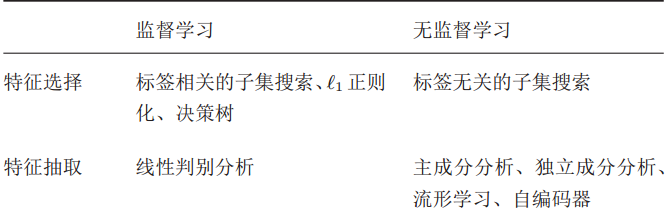 监督学习 无监督学习
特征选择 标签相关的子集搜索、ℓ1 正则 标签无关的子集搜索
化、决策树
特征抽取 线性判别分析 主成分分析、独立成分分析、
流形学习、自编码器